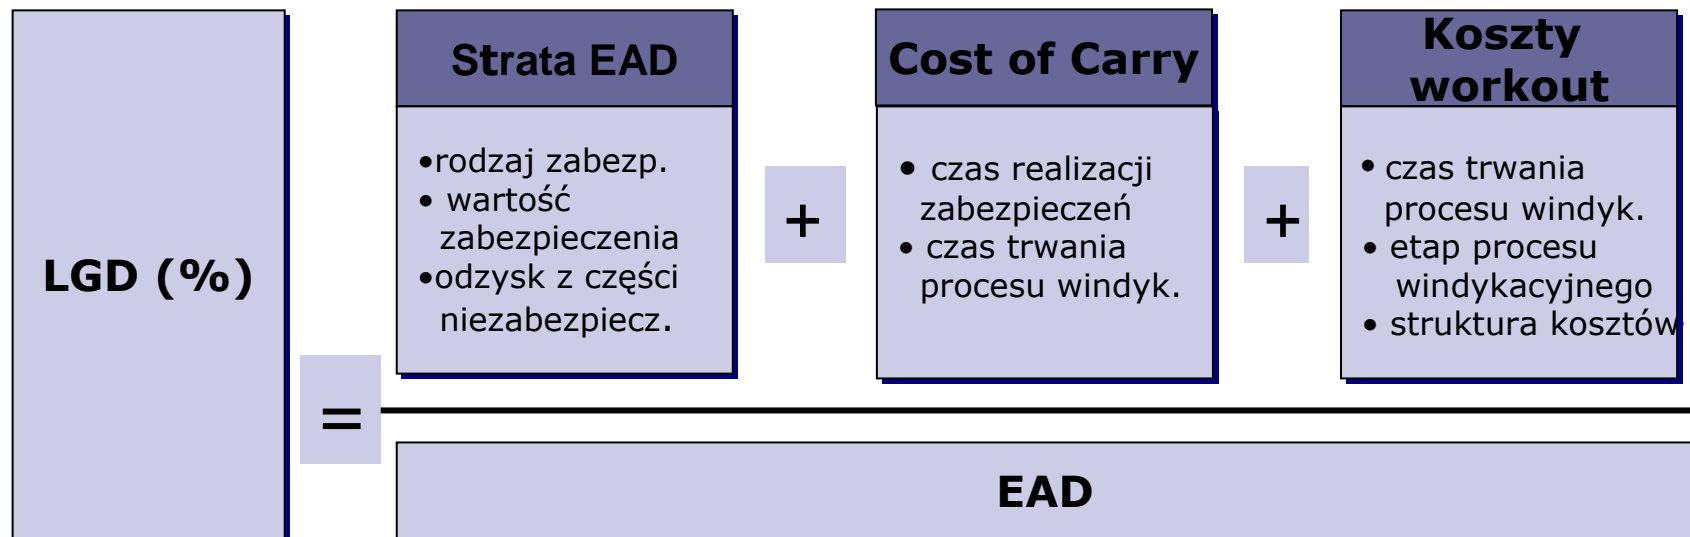 LGD (%)
=
Strata EAD
•rodzaj zabezp.
• wartość
zabezpieczenia
•odzysk z części
niezabezpiecz.
+
Cost of Carry
• czas realizacji
zabezpieczeń
• czas trwania
procesu windyk.
+
Koszty
workout
• czas trwania
procesu windyk.
• etap procesu
windykacyjnego
• struktura kosztów
EAD